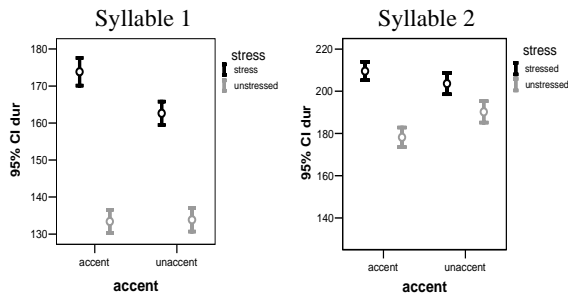 Syllable 1
180
170
160
150
140
130
95% CI dur
accent
unaccent
accent
stress
stress
unstressed
Syllable 2
220
200
180
160
140
95% CI dur
accent
unaccent
accent
stress
stressed
unstressed